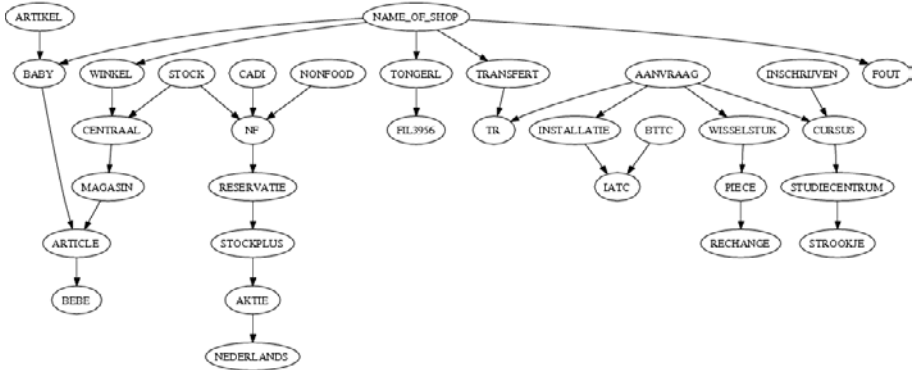 ARTIKEL NAME_OF_SHOP
BABY WINKEL STOCK CADI NONFOOD TONGERL TRANSFERT AANVRAAG INSCHRIJVEN FOUT
CENTRAAL NF FIL3956 TR INSTALLATIE BTTC WISSELSTUK CURSUS
MAGASIN RESERVATIE IATC PIECE STUDIECENTRUM
ARTICLE STOCKPLUS RECHANGE STROOKJE
BEBE AKTIE
NEDERLANDS